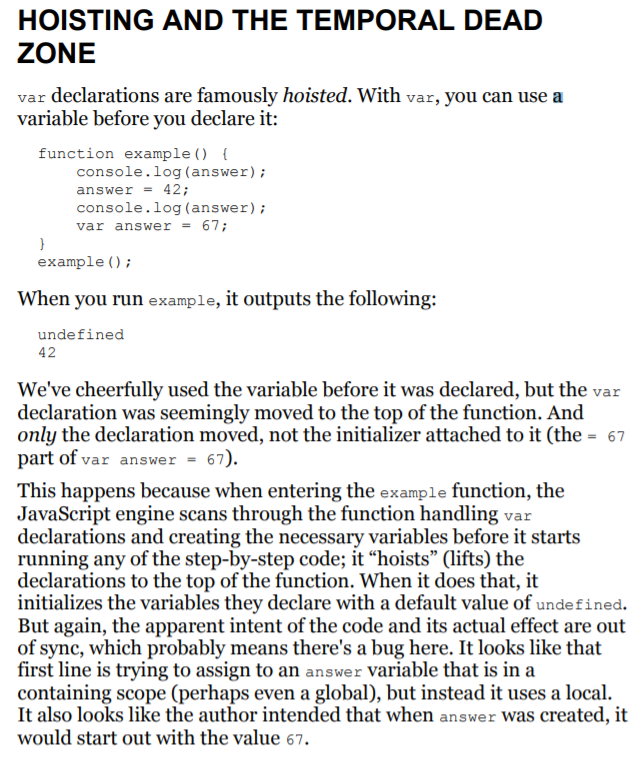 HOISTING AND THE TEMPORAL DEAD
ZONE
var declarations are famously hoisted. With var, you can use a
variable before you declare it:
function example() {
    console.log(answer);
    answer = 42;
    console.log(answer);
    var answer = 67;
}
example();
When you run example, it outputs the following:
undefined
42
We've cheerfully used the variable before it was declared, but the var
declaration was seemingly moved to the top of the function. And
only the declaration moved, not the initializer attached to it (the = 67
part of var answer = 67).
This happens because when entering the example function, the
JavaScript engine scans through the function handling var
declarations and creating the necessary variables before it starts
running any of the step-by-step code; it “hoists” (lifts) the
declarations to the top of the function. When it does that, it
initializes the variables they declare with a default value of undefined.
But again, the apparent intent of the code and its actual effect are out
of sync, which probably means there's a bug here. It looks like that
first line is trying to assign to an answer variable that is in a
containing scope (perhaps even a global), but instead it uses a local.
It also looks like the author intended that when answer was created, it
would start out with the value 67.